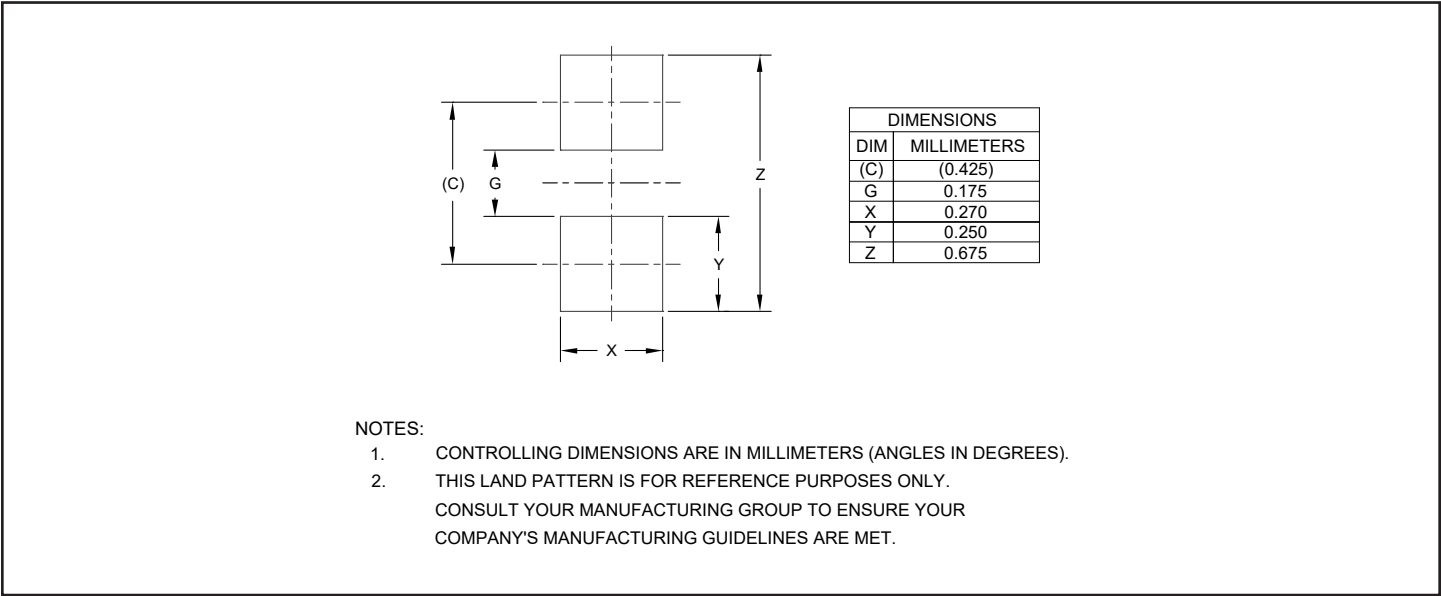 (C)
G
Z
Y
X
DIMENSIONS
DIM MILLIMETERS
(C) (0.425)
G 0.175
X 0.270
Y 0.250
Z 0.675
NOTES:
1. CONTROLLING DIMENSIONS ARE IN MILLIMETERS (ANGLES IN DEGREES).
2. THIS LAND PATTERN IS FOR REFERENCE PURPOSES ONLY.
CONSULT YOUR MANUFACTURING GROUP TO ENSURE YOUR
COMPANY'S MANUFACTURING GUIDELINES ARE MET.